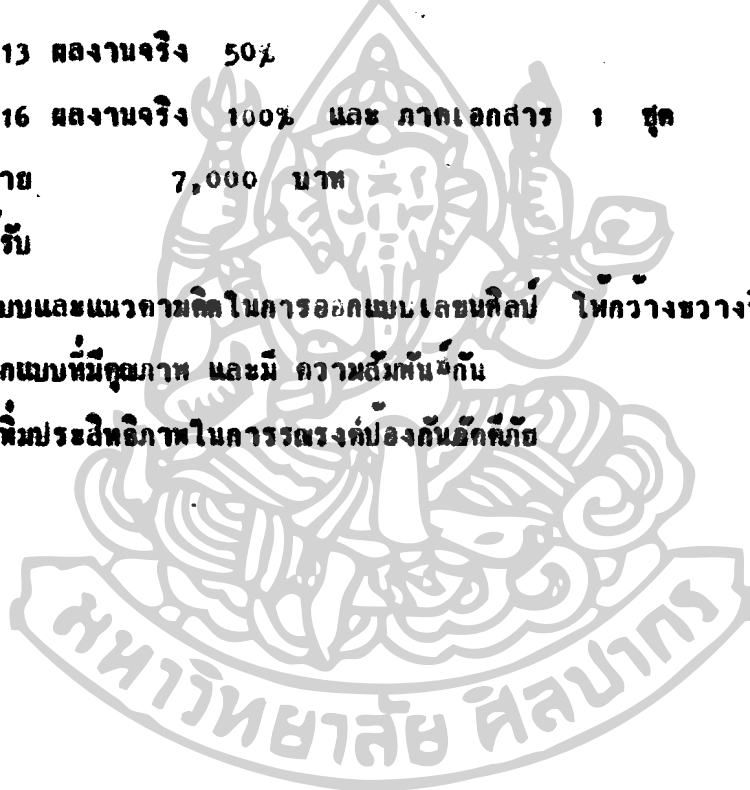 13 ผลงานจริง 50%
16 ผลงานจริง 100% และ ภาคเอกสาร 1 ชุด
าย 7,000 บาท
รับ
บบและแนวความคิดในการออกแบบเลขนศิลป์ ให้กว้างขวาง
กแบบที่มีคุณภาพ และมี ความสัมพันธ์กัน
พิ่มประสิทธิภาพในการรณรงค์ป้องกันอัคคีภัย
มหาวิทยาลัย ศิลปากร